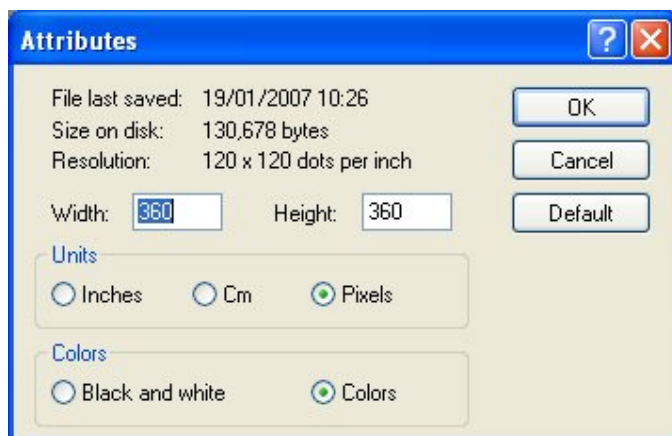 Attributes
File last saved: 19/01/2007 10:26
Size on disk: 130,678 bytes
Resolution: 120 x 120 dots per inch
Width: 360 Height: 360
OK
Cancel
Default
Units
Inches Cm Pixels
Colors
Black and white Colors